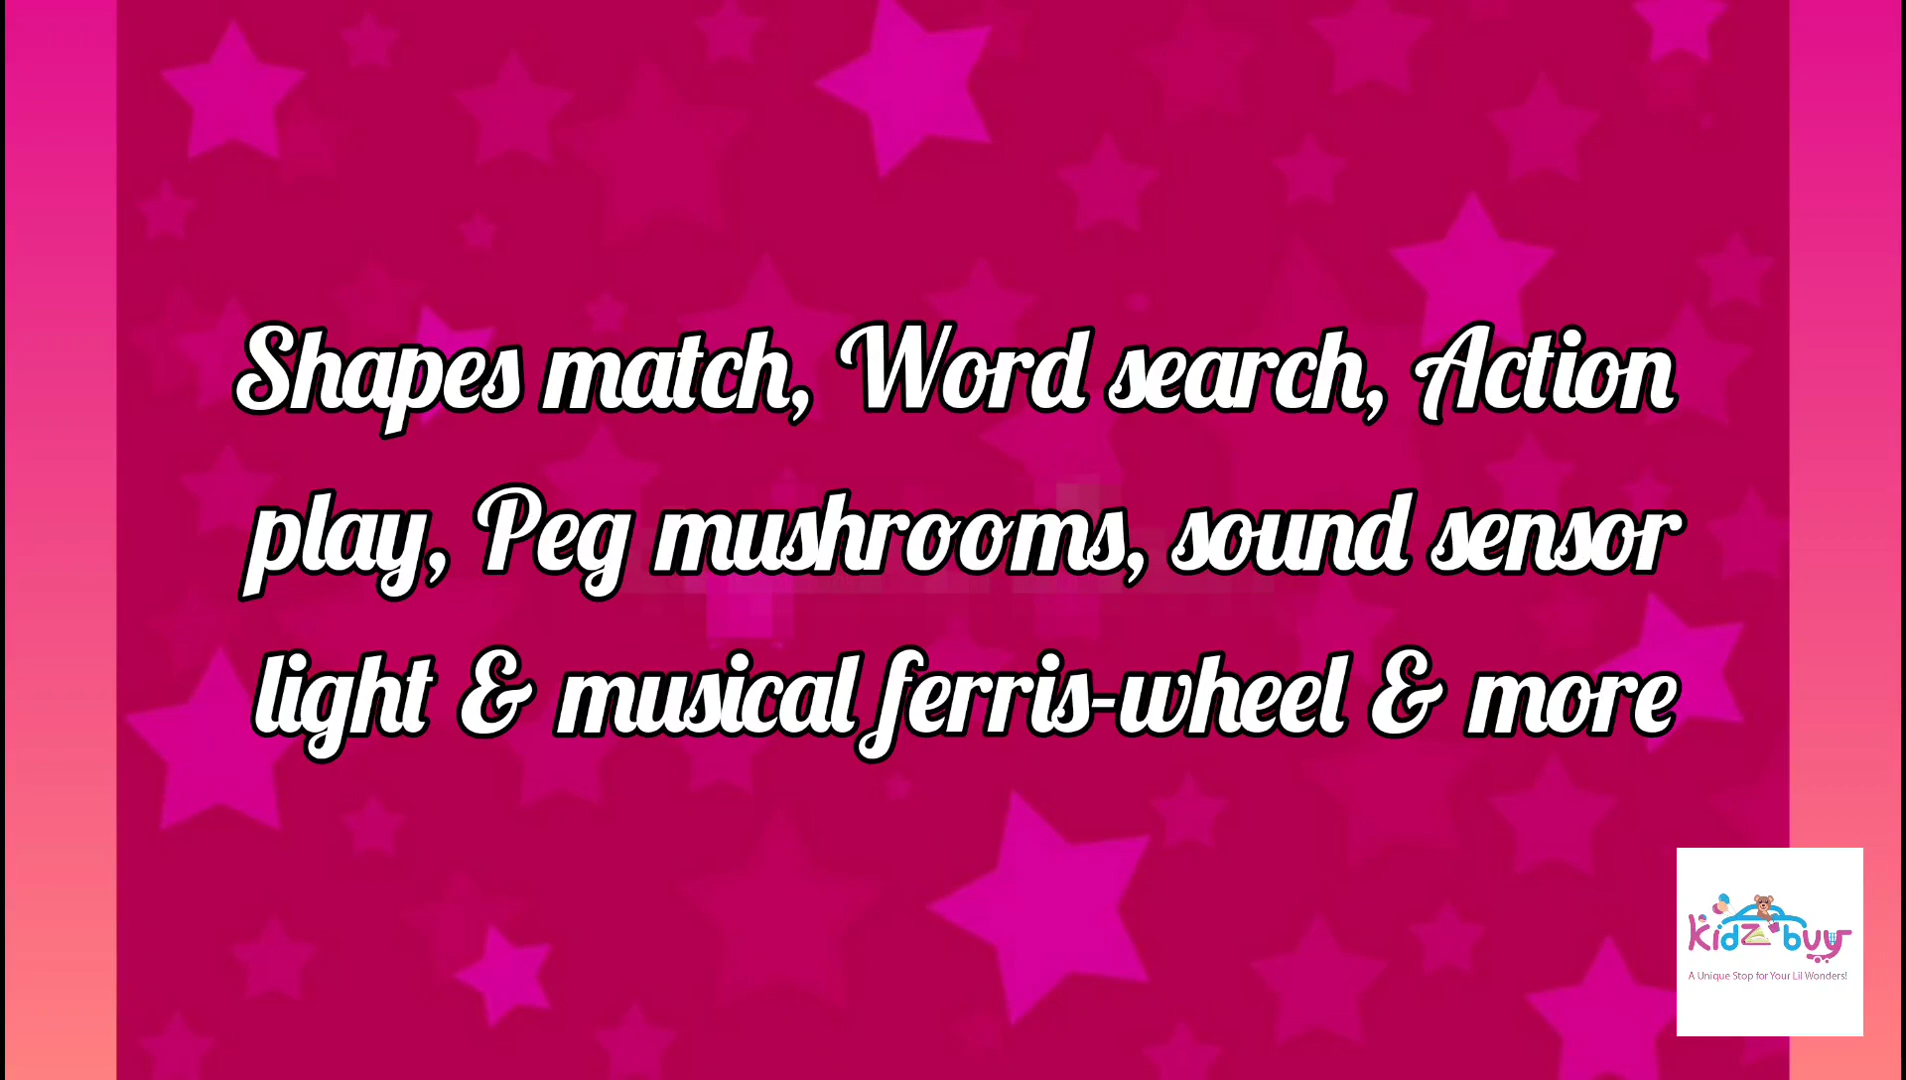 Shapes match, Word search, Action
play, Peg mushrooms, sound sensor
light & musical ferris-wheel & more
kidz buy
A Unique Stop for Your Lil Wonders!